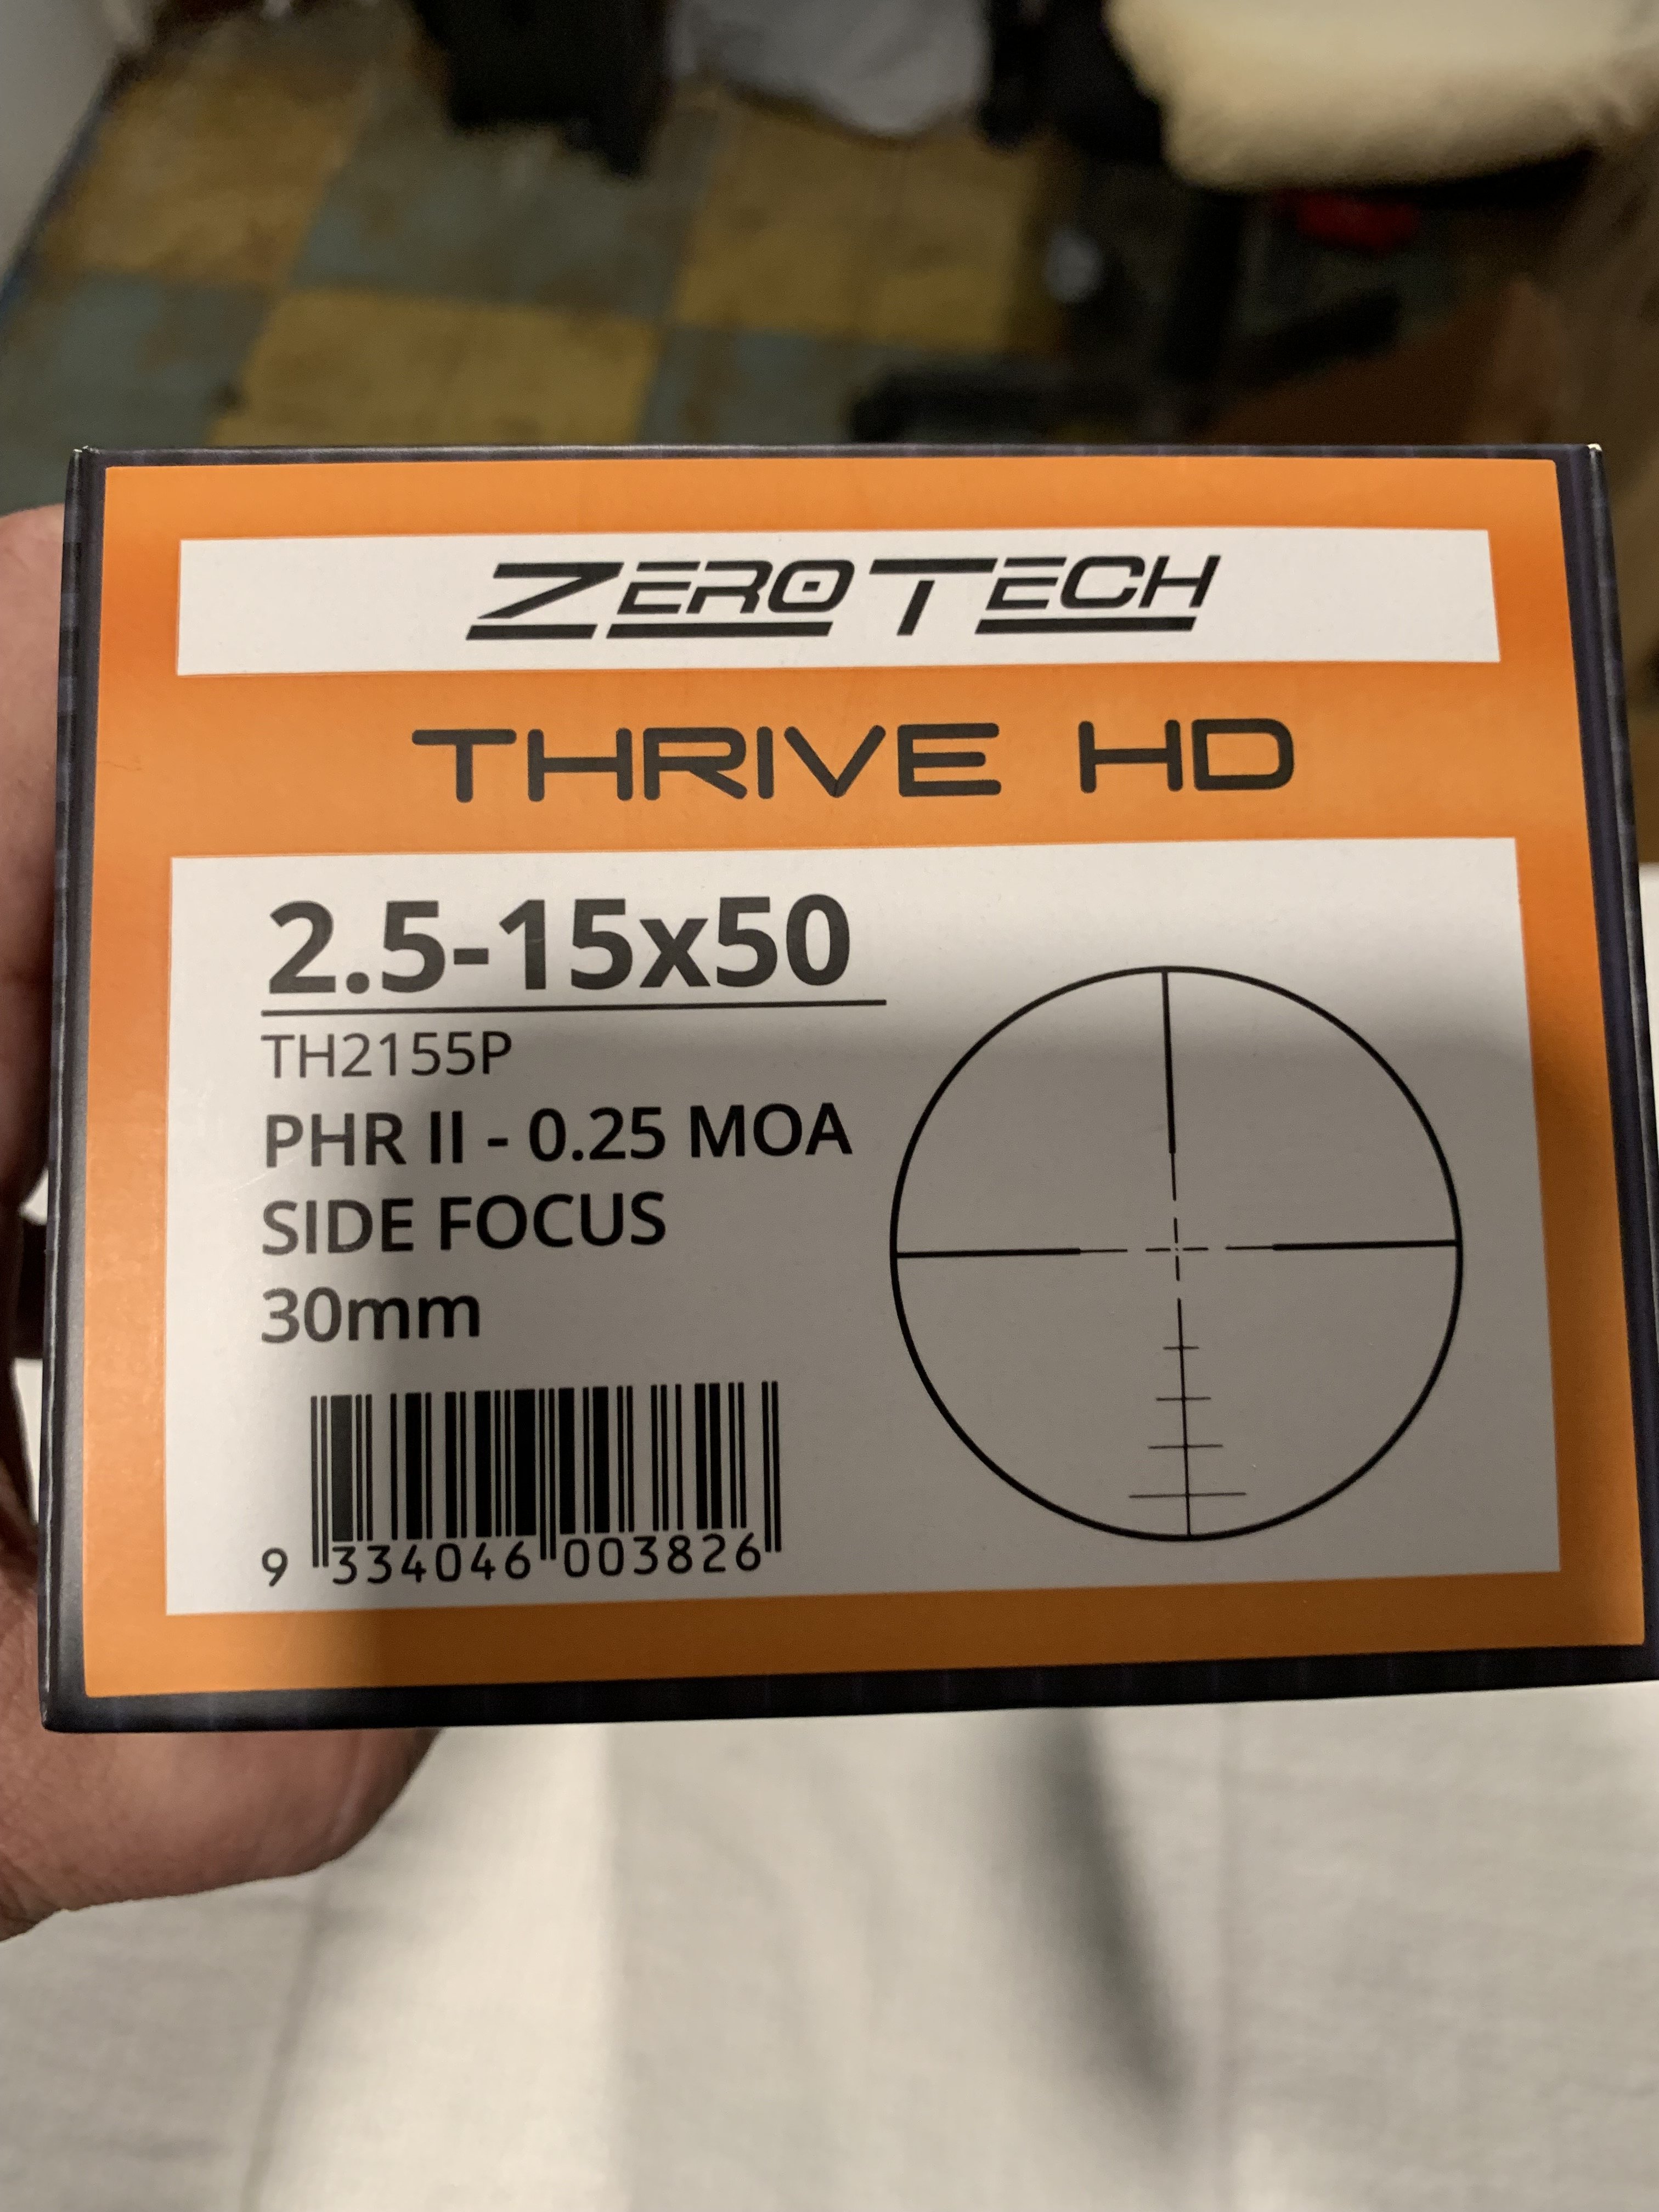 ZEROTECH
THRIVE HD
2.5-15x50
TH2155P
PHR II - 0.25 MOA
SIDE FOCUS
30mm
9 334046 003826